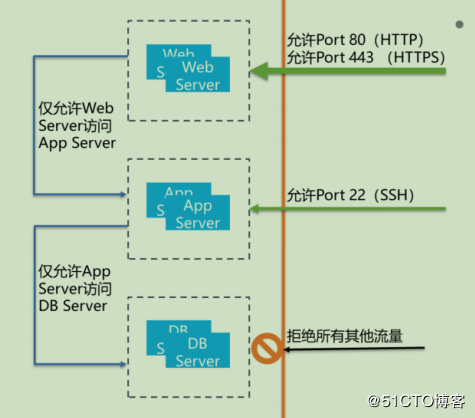 Web
S
Web
Server
允许Port 80（HTTP）
允许Port 443 （HTTPS）
仅允许Web
Server访问
App Server
App
S
App
Server
允许Port 22（SSH）
仅允许App
Server访问
DB Server
DB
S
DB
Server
拒绝所有其他流量
@51CTO博客